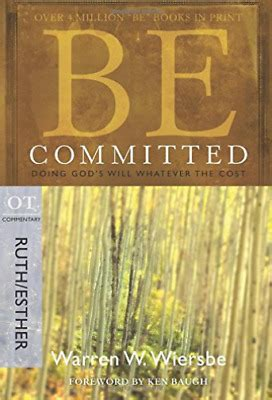 OVER 4 MILLION "BE" BOOKS IN PRINT
BE
COMMITTED
DOING GOD'S WILL WHATEVER THE COST
OT
COMMENTARY
RUTH/ESTHER
Warren W. Wiersbe
FOREWORD BY KEN BAUGH